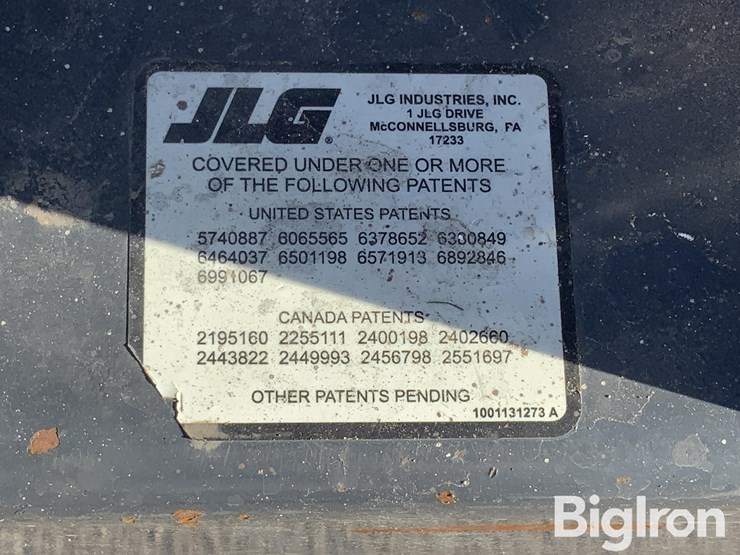 JLG®
JLG INDUSTRIES, INC.
1 JLG DRIVE
McCONNELLSBURG, PA
17233
COVERED UNDER ONE OR MORE
OF THE FOLLOWING PATENTS
UNITED STATES PATENTS
5740887 6065565 6378652 6330849
6464037 6501198 6571913 6892846
6991067
CANADA PATENTS
2195160 2255111 2400198 2402660
2443822 2449993 2456798 2551697
OTHER PATENTS PENDING
1001131273 A
BigIron